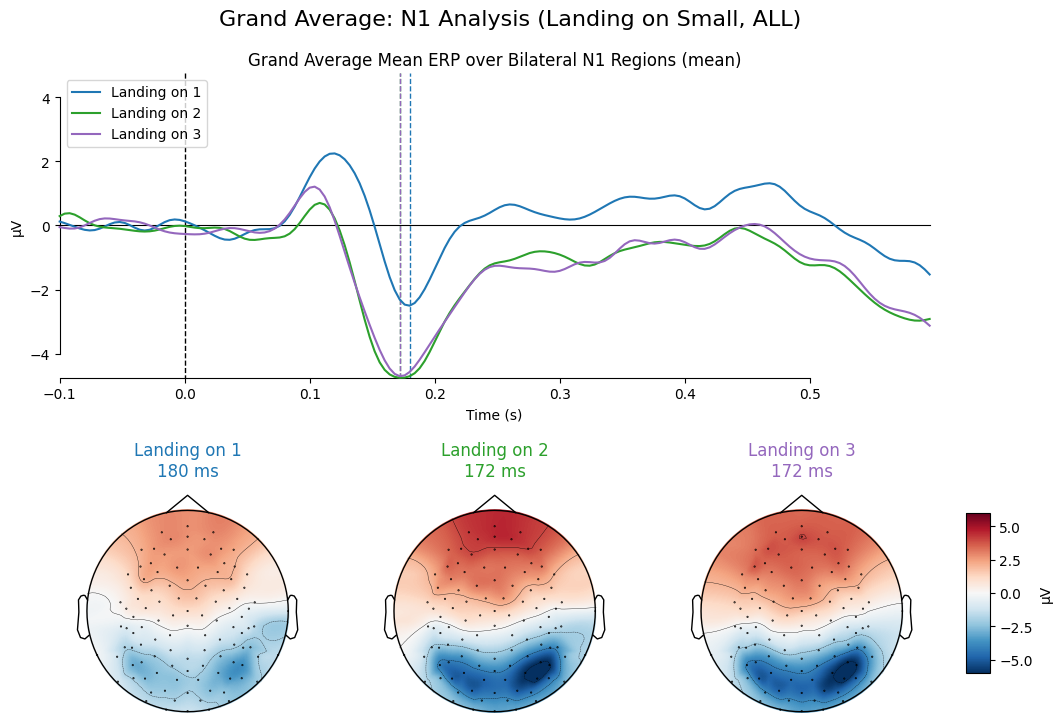 Grand Average: N1 Analysis (Landing on Small, ALL)
Grand Average Mean ERP over Bilateral N1 Regions (mean)
Landing on 1
Landing on 2
Landing on 3
4
2
0
−2
−4
µV
−0.1 0.0 0.1 0.2 0.3 0.4 0.5
Time (s)
Landing on 1 Landing on 2 Landing on 3
180 ms 172 ms 172 ms
5.0
2.5
0.0
−2.5
−5.0
µV